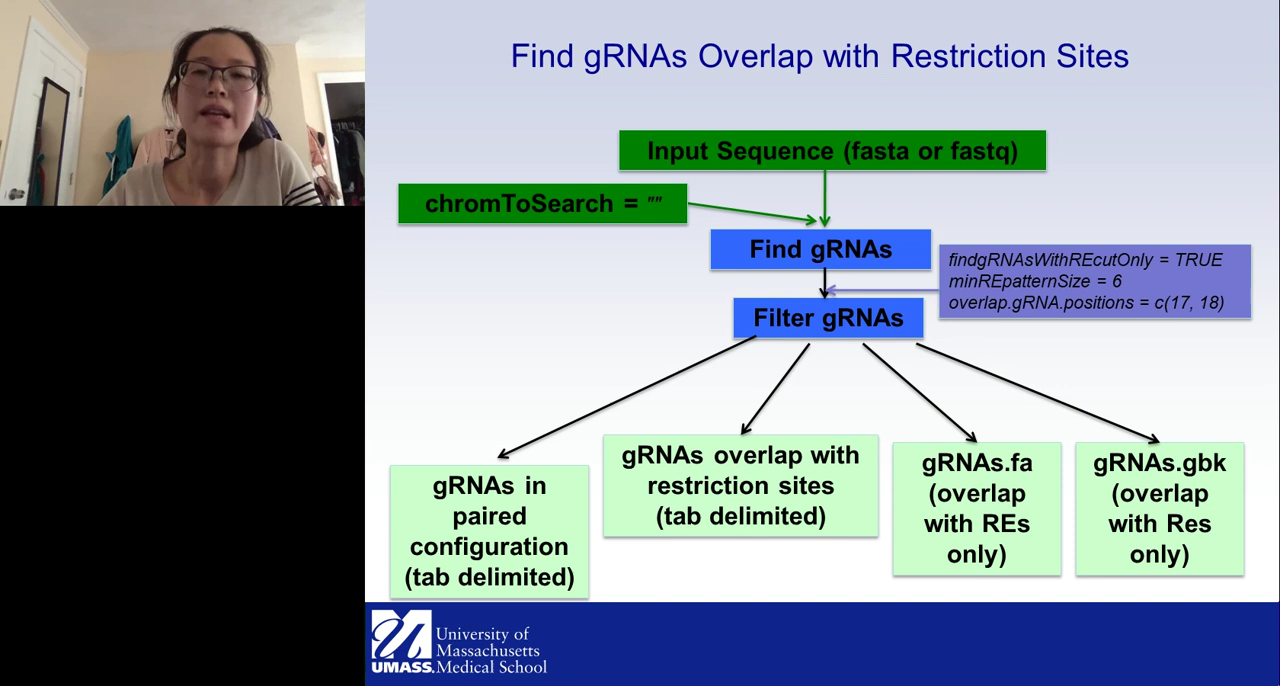 Find gRNAs Overlap with Restriction Sites
Input Sequence (fasta or fastq)
chromToSearch = ""
Find gRNAs
findgRNAsWithREcutOnly = TRUE
minREpatternSize = 6
overlap.gRNA.positions = c(17, 18)
Filter gRNAs
gRNAs in
paired
configuration
(tab delimited)
gRNAs overlap with
restriction sites
(tab delimited)
gRNAs.fa
(overlap
with REs
only)
gRNAs.gbk
(overlap
with Res
only)
UMASS.
University of
Massachusetts
Medical School